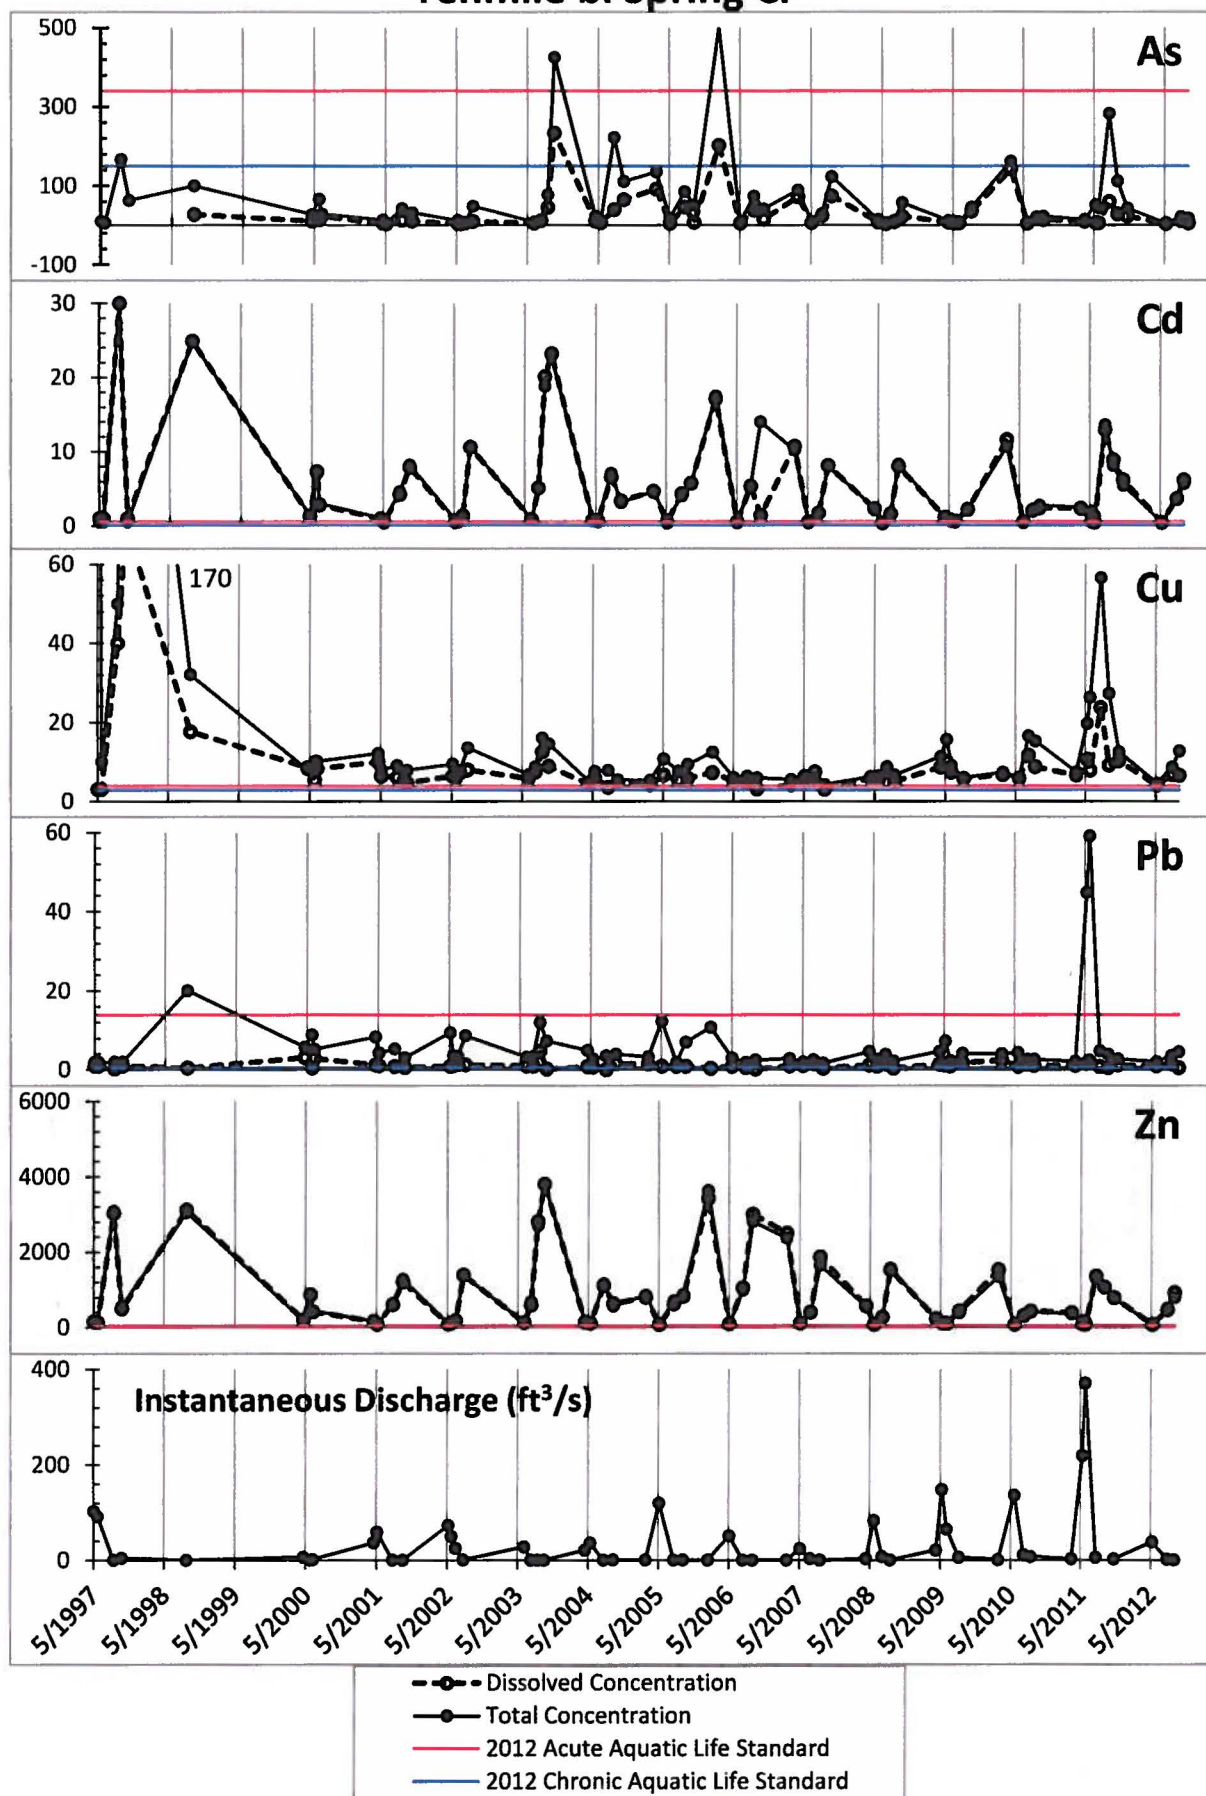 Tenmile bl Spring Cr
500
As
300
100
-100
30
Cd
20
10
0
60
170
Cu
40
20
0
60
Pb
40
20
0
6000
Zn
4000
2000
0
400
Instantaneous Discharge (ft³/s)
200
0
5/1997 5/1998 5/1999 5/2000 5/2001 5/2002 5/2003 5/2004 5/2005 5/2006 5/2007 5/2008 5/2009 5/2010 5/2011 5/2012
Dissolved Concentration
Total Concentration
2012 Acute Aquatic Life Standard
2012 Chronic Aquatic Life Standard